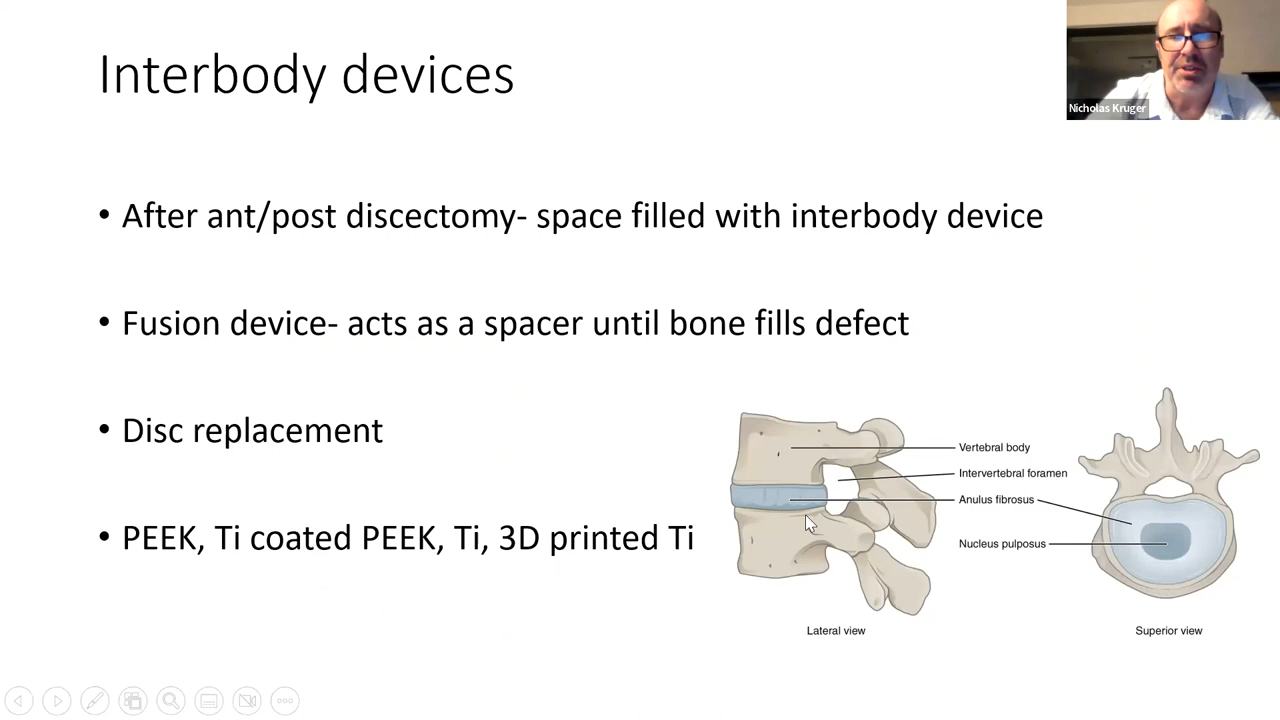 Interbody devices
Nicholas Kruger
• After ant/post discectomy- space filled with interbody device
• Fusion device- acts as a spacer until bone fills defect
• Disc replacement
• PEEK, Ti coated PEEK, Ti, 3D printed Ti
Vertebral body
Intervertebral foramen
Anulus fibrosus
Nucleus pulposus
Lateral view
Superior view